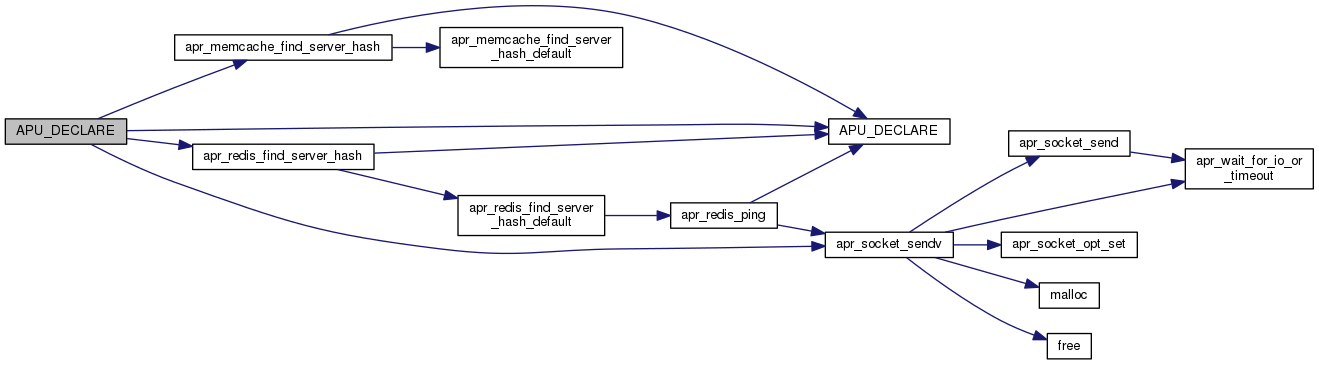 APU_DECLARE
apr_memcache_find_server_hash
apr_memcache_find_server
_hash_default
APU_DECLARE
apr_redis_find_server_hash
apr_redis_find_server
_hash_default
apr_redis_ping
apr_socket_sendv
apr_socket_send
apr_wait_for_io_or
_timeout
apr_socket_opt_set
malloc
free